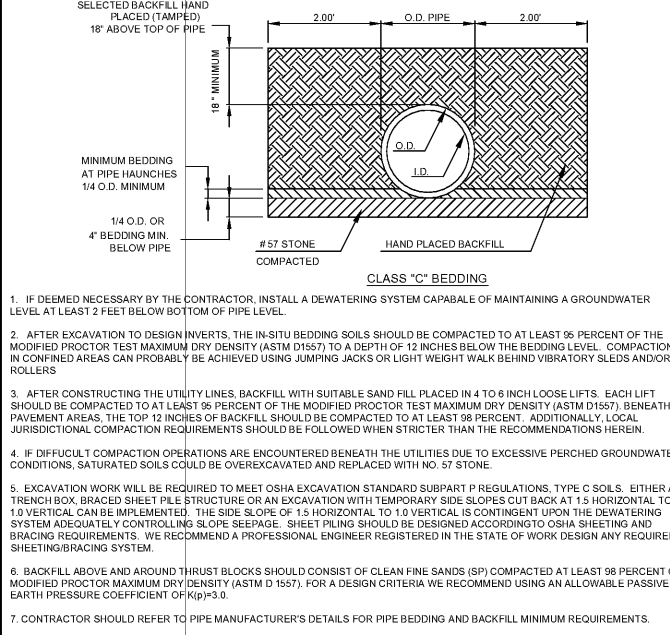 SELECTED BACKFILL HAND
PLACED (TAMPED)
18" ABOVE TOP OF PIPE
2.00'
O.D. PIPE
2.00'
18 " MINIMUM
O.D.
I.D.
MINIMUM BEDDING
AT PIPE HAUNCHES
1/4 O.D. MINIMUM
1/4 O.D. OR
4" BEDDING MIN.
BELOW PIPE
# 57 STONE
COMPACTED
HAND PLACED BACKFILL
CLASS "C" BEDDING
1. IF DEEMED NECESSARY BY THE CONTRACTOR, INSTALL A DEWATERING SYSTEM CAPABALE OF MAINTAINING A GROUNDWATER
LEVEL AT LEAST 2 FEET BELOW BOTTOM OF PIPE LEVEL.
2. AFTER EXCAVATION TO DESIGN INVERTS, THE IN-SITU BEDDING SOILS SHOULD BE COMPACTED TO AT LEAST 95 PERCENT OF THE
MODIFIED PROCTOR TEST MAXIMUM DRY DENSITY (ASTM D1557) TO A DEPTH OF 12 INCHES BELOW THE BEDDING LEVEL. COMPACTION
IN CONFINED AREAS CAN PROBABLY BE ACHIEVED USING JUMPING JACKS OR LIGHT WEIGHT WALK BEHIND VIBRATORY SLEDS AND/OR
ROLLERS
3. AFTER CONSTRUCTING THE UTILITY LINES, BACKFILL WITH SUITABLE SAND FILL PLACED IN 4 TO 6 INCH LOOSE LIFTS. EACH LIFT
SHOULD BE COMPACTED TO AT LEAST 95 PERCENT OF THE MODIFIED PROCTOR TEST MAXIMUM DRY DENSITY (ASTM D1557). BENEATH
PAVEMENT AREAS, THE TOP 12 INCHES OF BACKFILL SHOULD BE COMPACTED TO AT LEAST 98 PERCENT. ADDITIONALLY, LOCAL
JURISDICTIONAL COMPACTION REQUIREMENTS SHOULD BE FOLLOWED WHEN STRICTER THAN THE RECOMMENDATIONS HEREIN.
4. IF DIFFUCULT COMPACTION OPERATIONS ARE ENCOUNTERED BENEATH THE UTILITIES DUE TO EXCESSIVE PERCHED GROUNDWATE
CONDITIONS, SATURATED SOILS COULD BE OVEREXCAVATED AND REPLACED WITH NO. 57 STONE.
5. EXCAVATION WORK WILL BE REQUIRED TO MEET OSHA EXCAVATION STANDARD SUBPART P REGULATIONS, TYPE C SOILS. EITHER A
TRENCH BOX, BRACED SHEET PILE STRUCTURE OR AN EXCAVATION WITH TEMPORARY SIDE SLOPES CUT BACK AT 1.5 HORIZONTAL TO
1.0 VERTICAL CAN BE IMPLEMENTED. THE SIDE SLOPE OF 1.5 HORIZONTAL TO 1.0 VERTICAL IS CONTINGENT UPON THE DEWATERING
SYSTEM ADEQUATELY CONTROLLING SLOPE SEEPAGE. SHEET PILING SHOULD BE DESIGNED ACCORDINGTO OSHA SHEETING AND
BRACING REQUIREMENTS. WE RECOMMEND A PROFESSIONAL ENGINEER REGISTERED IN THE STATE OF WORK DESIGN ANY REQUIRE
SHEETING/BRACING SYSTEM.
6. BACKFILL ABOVE AND AROUND THRUST BLOCKS SHOULD CONSIST OF CLEAN FINE SANDS (SP) COMPACTED AT LEAST 98 PERCENT
MODIFIED PROCTOR MAXIMUM DRY DENSITY (ASTM D 1557). FOR A DESIGN CRITERIA WE RECOMMEND USING AN ALLOWABLE PASSIVE
EARTH PRESSURE COEFFICIENT OF K(p)=3.0.
7. CONTRACTOR SHOULD REFER TO PIPE MANUFACTURER'S DETAILS FOR PIPE BEDDING AND BACKFILL MINIMUM REQUIREMENTS.